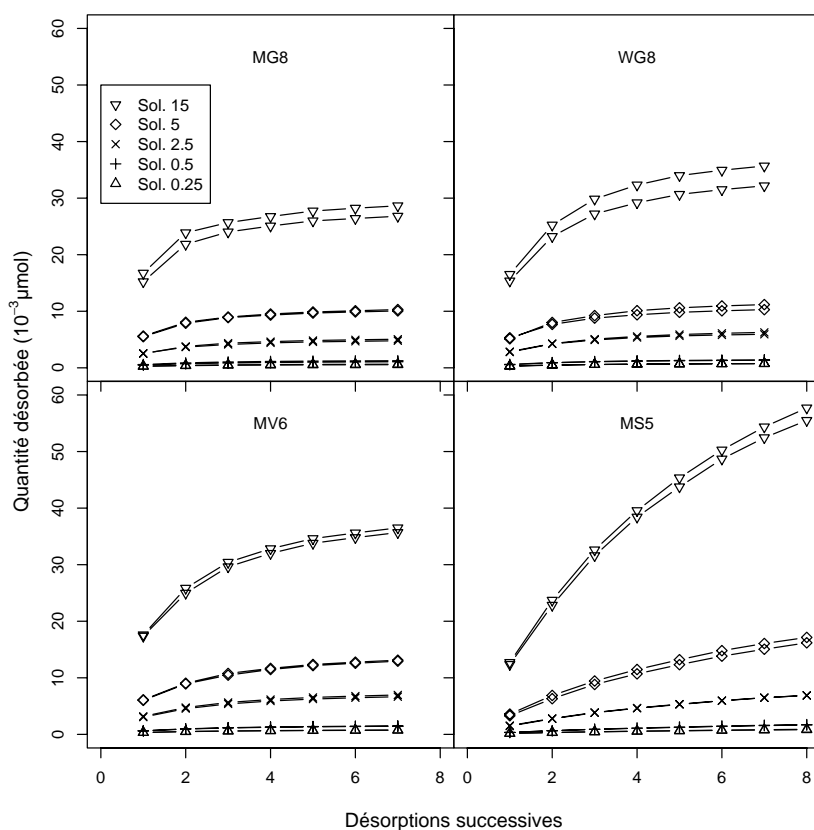 MG8
WG8
Sol. 15
Sol. 5
Sol. 2.5
Sol. 0.5
Sol. 0.25
60
50
40
30
20
10
0
MV6
MS5
60
50
40
30
20
10
0
0 2 4 6 8
0 2 4 6 8
Quantité désorbée (10⁻³μmol)
Désorptions successives